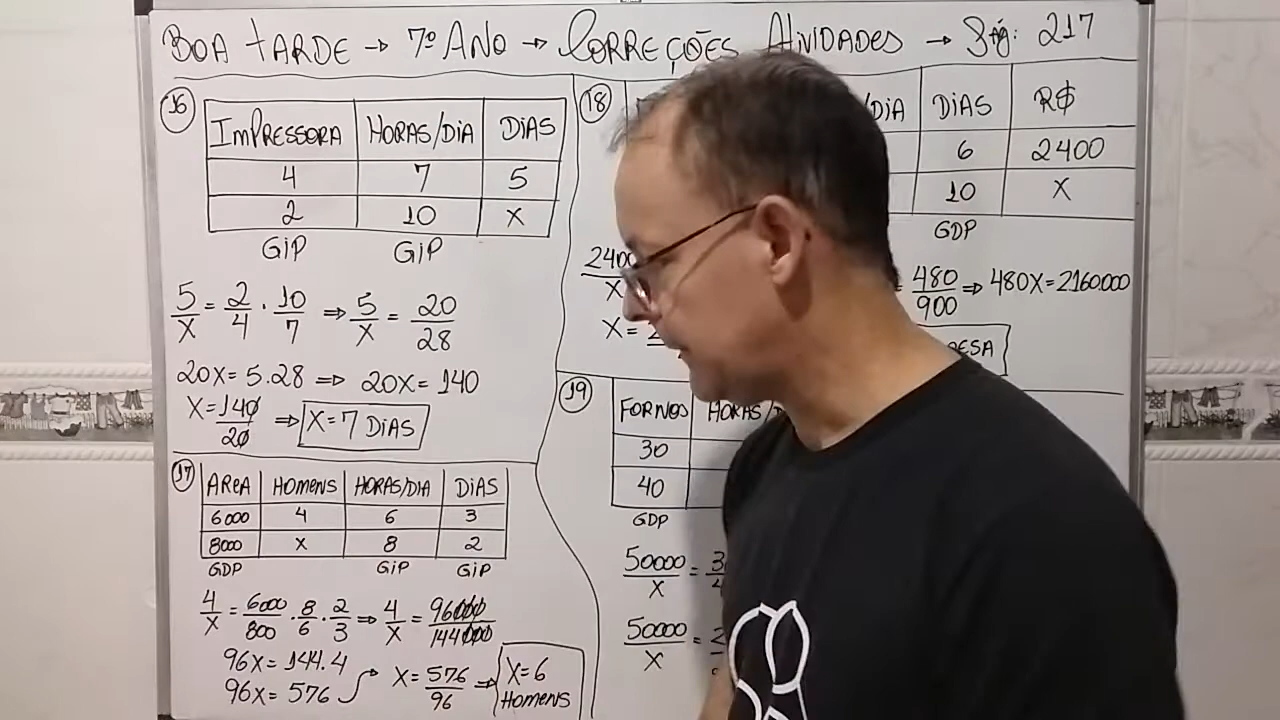 BOA TARDE → 7º ANO → CORREÇÕES ATIVIDADES → Pág: 217
16
IMPRESSORA HORAS/DIA DIAS
4 7 5
2 10 X
GIP GIP
5/X = 2/4 . 10/7 ⇒ 5/X = 20/28
20X = 5.28 ⇒ 20X = 140
X = 140/20 ⇒ X = 7 DIAS
17
AREA HOMENS HORAS/DIA DIAS
6000 4 6 3
8000 X 8 2
GDP GIP GIP
4/X = 6000/800 . 8/6 . 2/3 ⇒ 4/X = 96000/144000
96X = 144.4
96X = 576 → X = 576/96 ⇒ X = 6 HOMENS
18
/DIA DIAS R$
6 2400
10 X
GDP
480/900 ⇒ 480X = 2160000
X =
19
FORNOS HORAS/
30
40
GDP
50000/X =
50000/X =